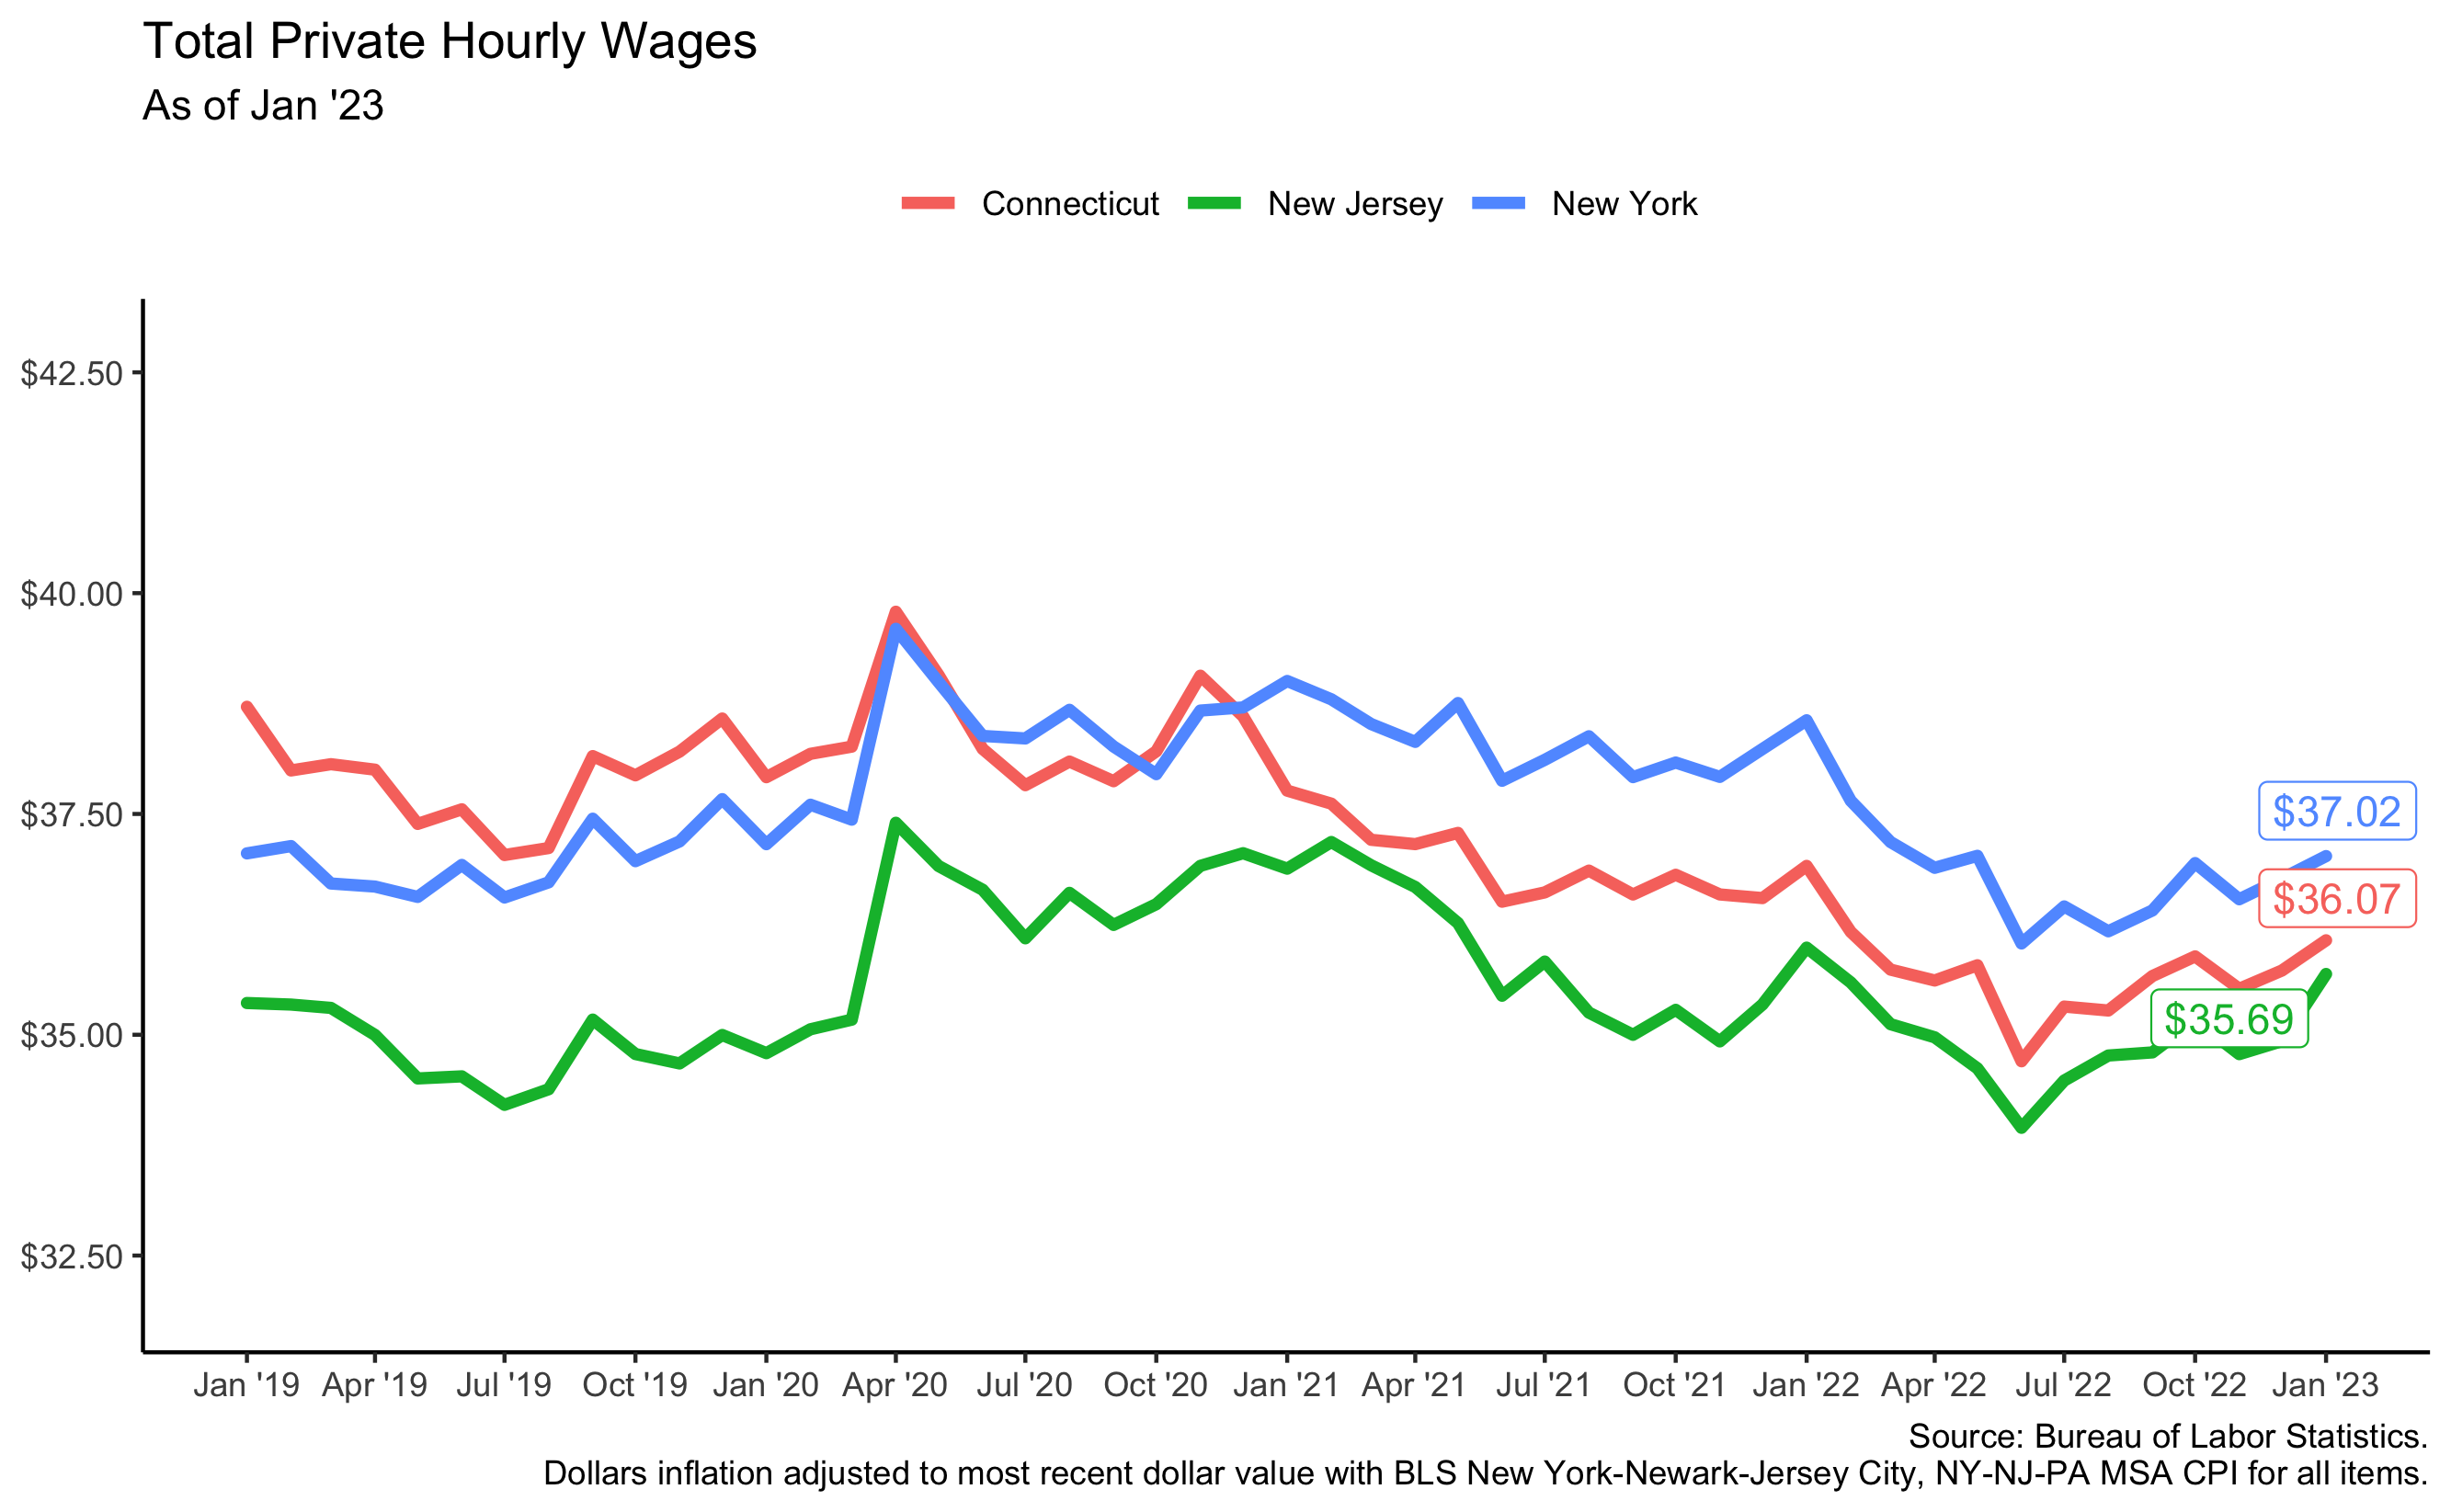 Total Private Hourly Wages
As of Jan '23
Connecticut New Jersey New York
$42.50
$40.00
$37.50
$37.02
$36.07
$35.69
$35.00
$32.50
Jan '19 Apr '19 Jul '19 Oct '19 Jan '20 Apr '20 Jul '20 Oct '20 Jan '21 Apr '21 Jul '21 Oct '21 Jan '22 Apr '22 Jul '22 Oct '22 Jan '23
Source: Bureau of Labor Statistics.
Dollars inflation adjusted to most recent dollar value with BLS New York-Newark-Jersey City, NY-NJ-PA MSA CPI for all items.